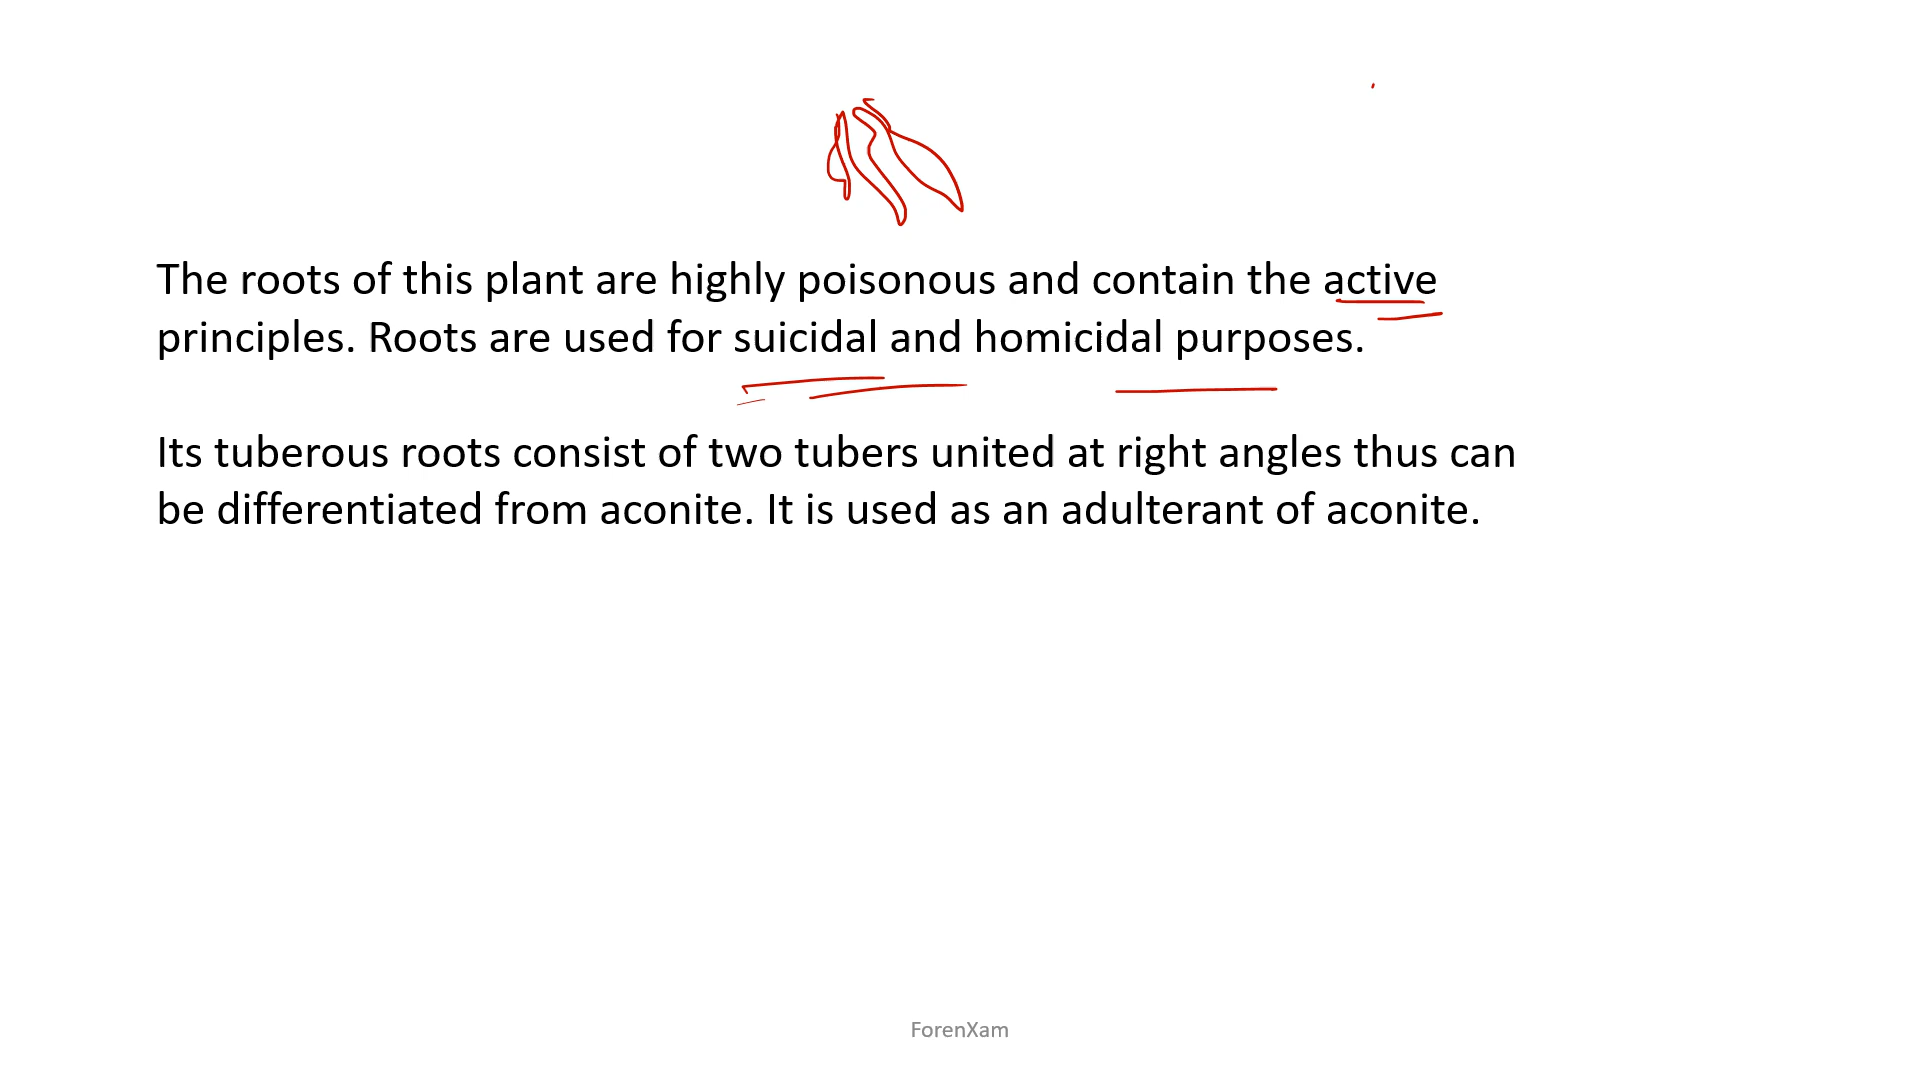 The roots of this plant are highly poisonous and contain the active
principles. Roots are used for suicidal and homicidal purposes.
Its tuberous roots consist of two tubers united at right angles thus can
be differentiated from aconite. It is used as an adulterant of aconite.
ForenXam